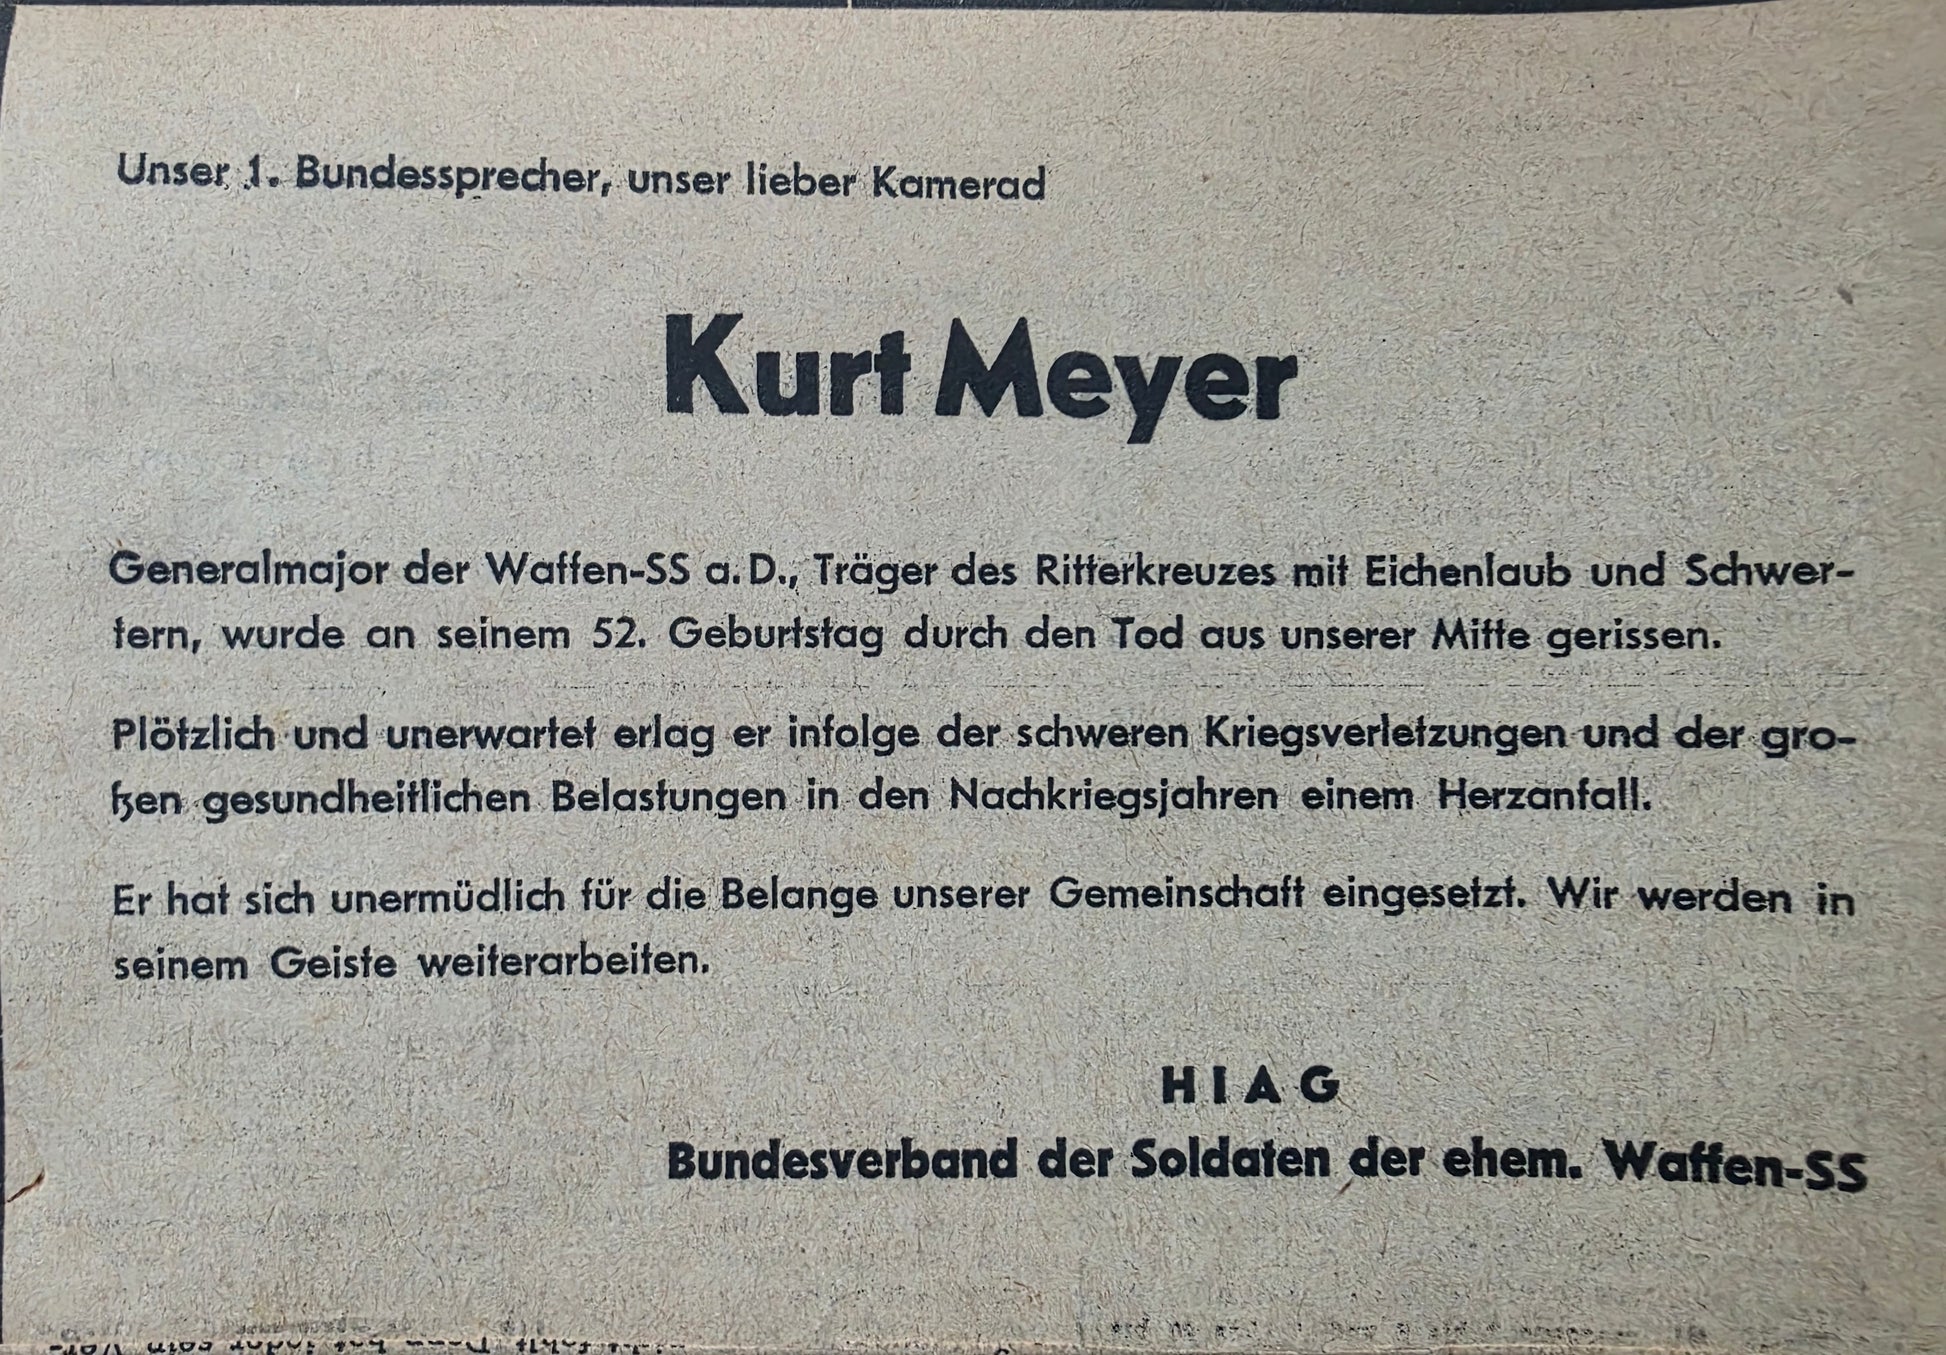 Unser 1. Bundessprecher, unser lieber Kamerad
Kurt Meyer
Generalmajor der Waffen-SS a. D., Träger des Ritterkreuzes mit Eichenlaub und Schwer-
tern, wurde an seinem 52. Geburtstag durch den Tod aus unserer Mitte gerissen.
Plötzlich und unerwartet erlag er infolge der schweren Kriegsverletzungen und der gro-
ßen gesundheitlichen Belastungen in den Nachkriegsjahren einem Herzanfall.
Er hat sich unermüdlich für die Belange unserer Gemeinschaft eingesetzt. Wir werden in
seinem Geiste weiterarbeiten.
HIAG
Bundesverband der Soldaten der ehem. Waffen-SS